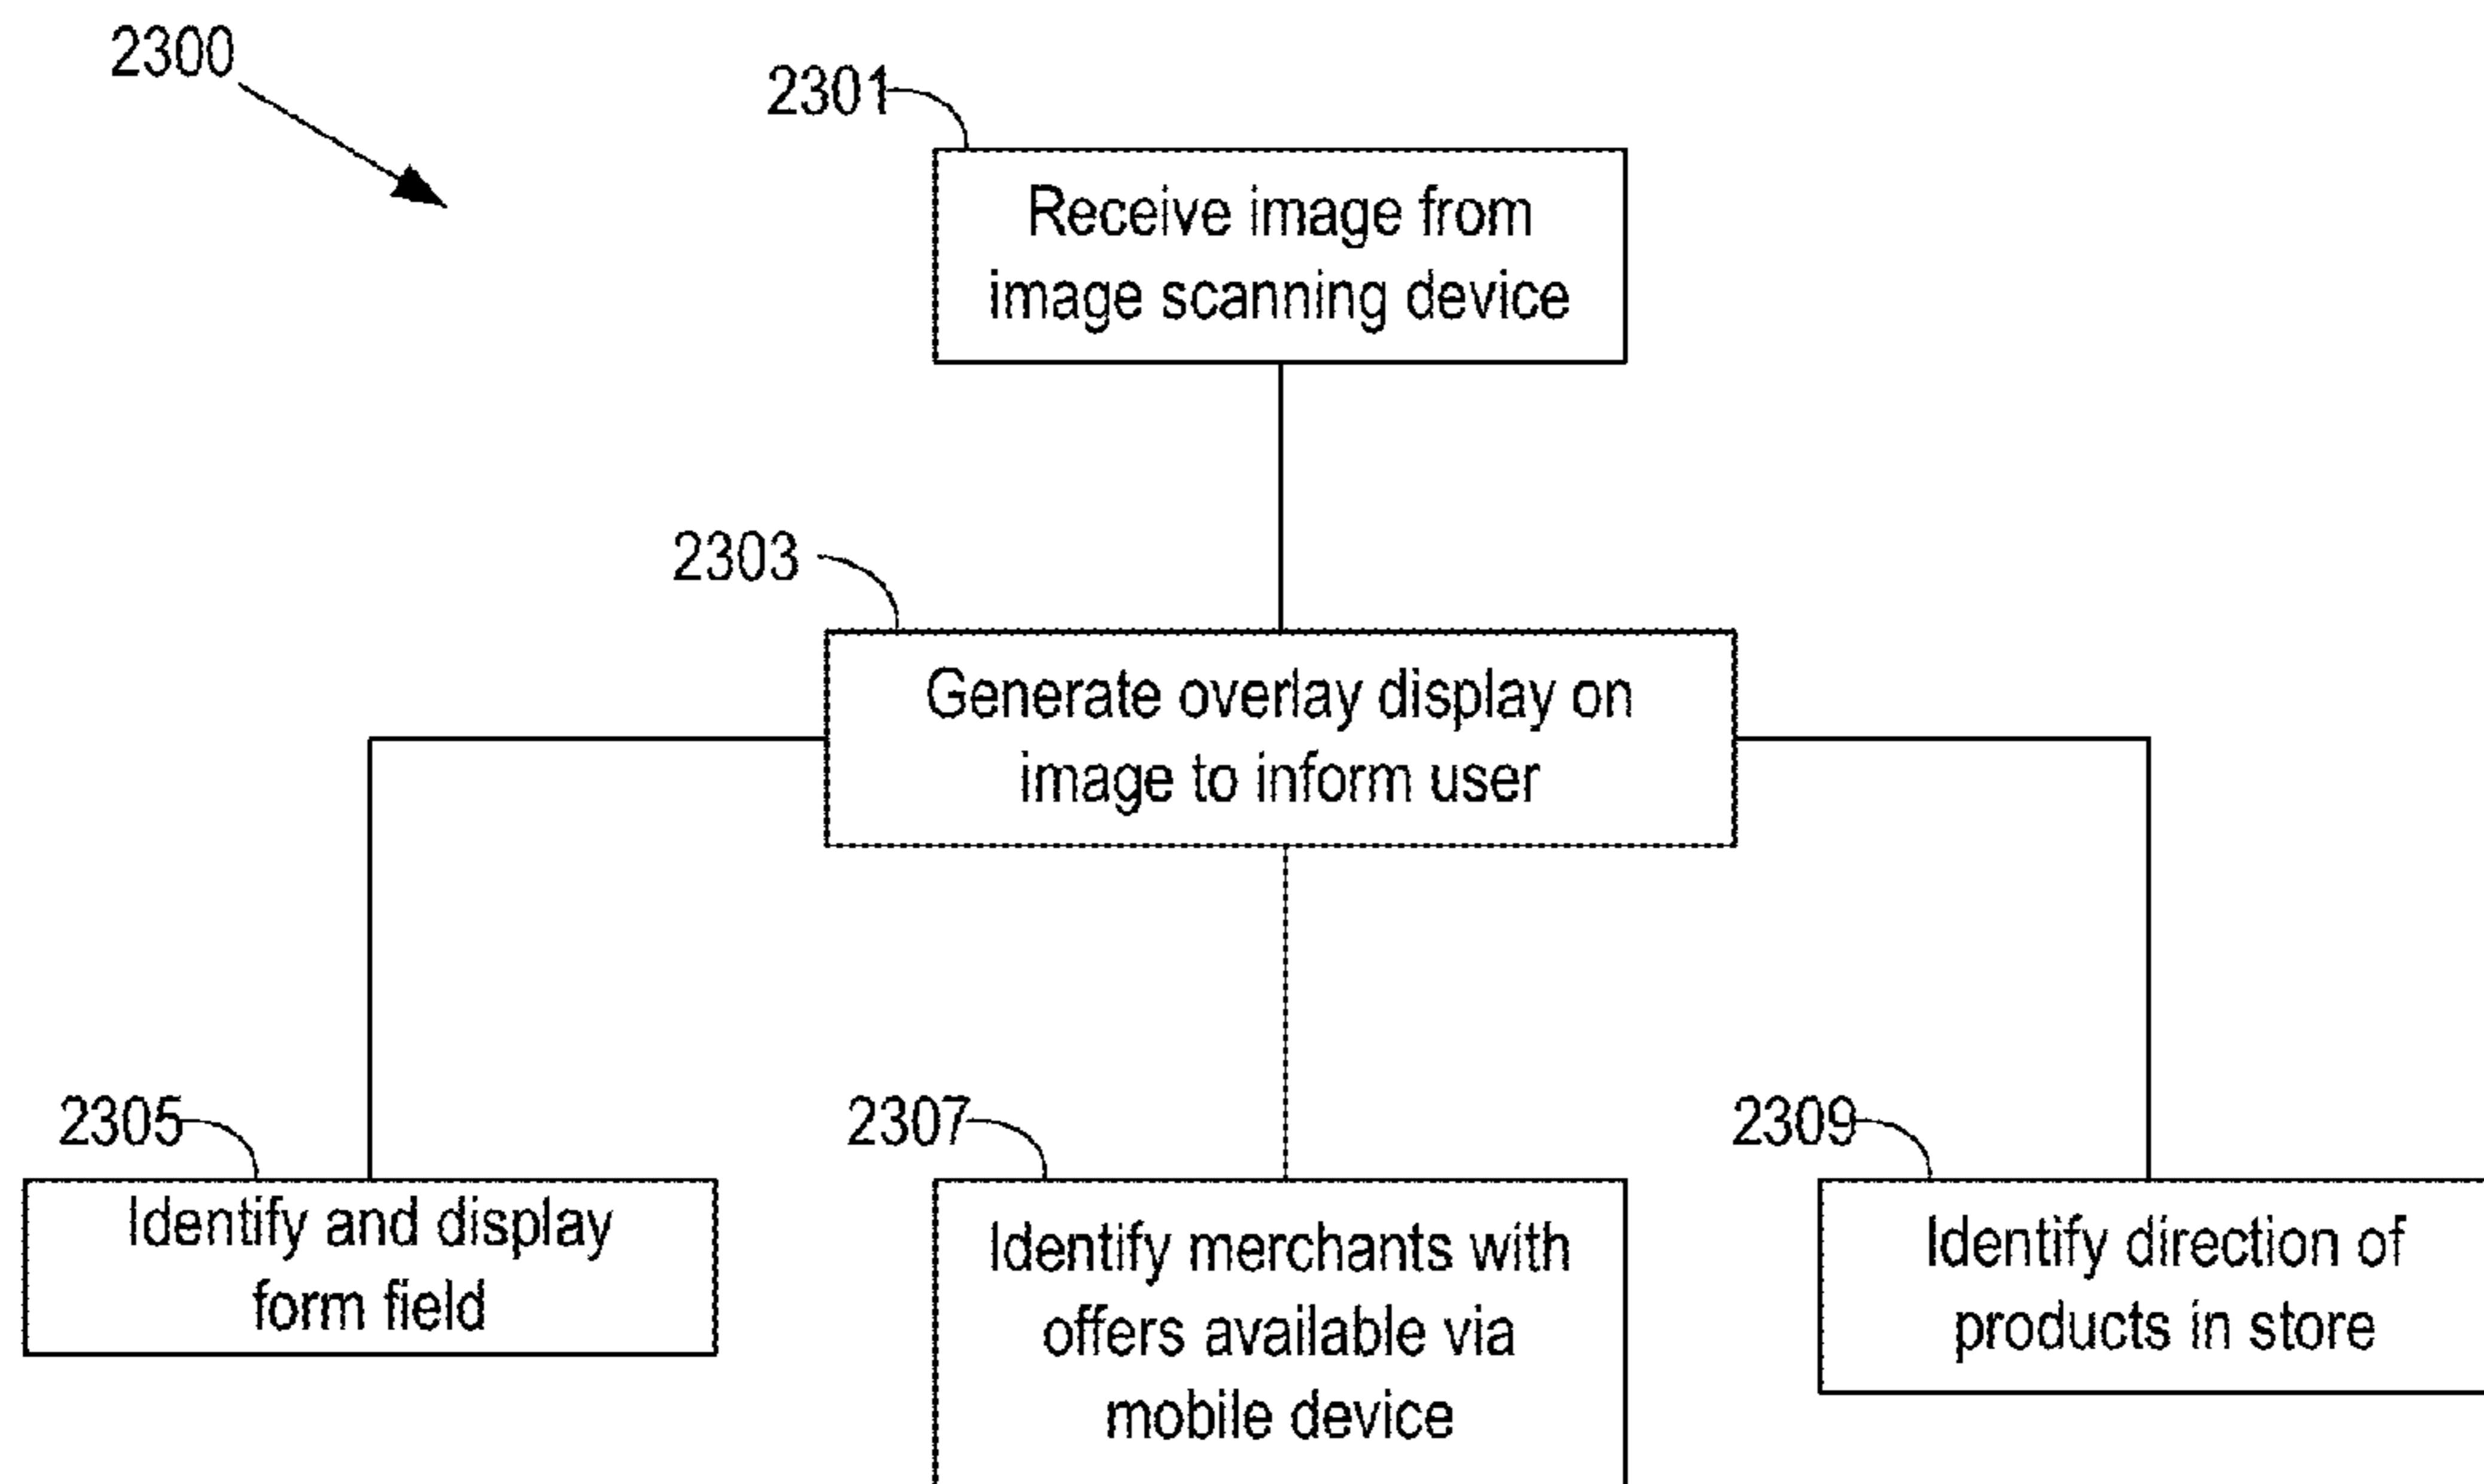 2300
2301
Receive image from
image scanning device
2303
Generate overlay display on
image to inform user
2305
Identify and display
form field
2307
Identify merchants with
offers available via
mobile device
2309
Identify direction of
products in store